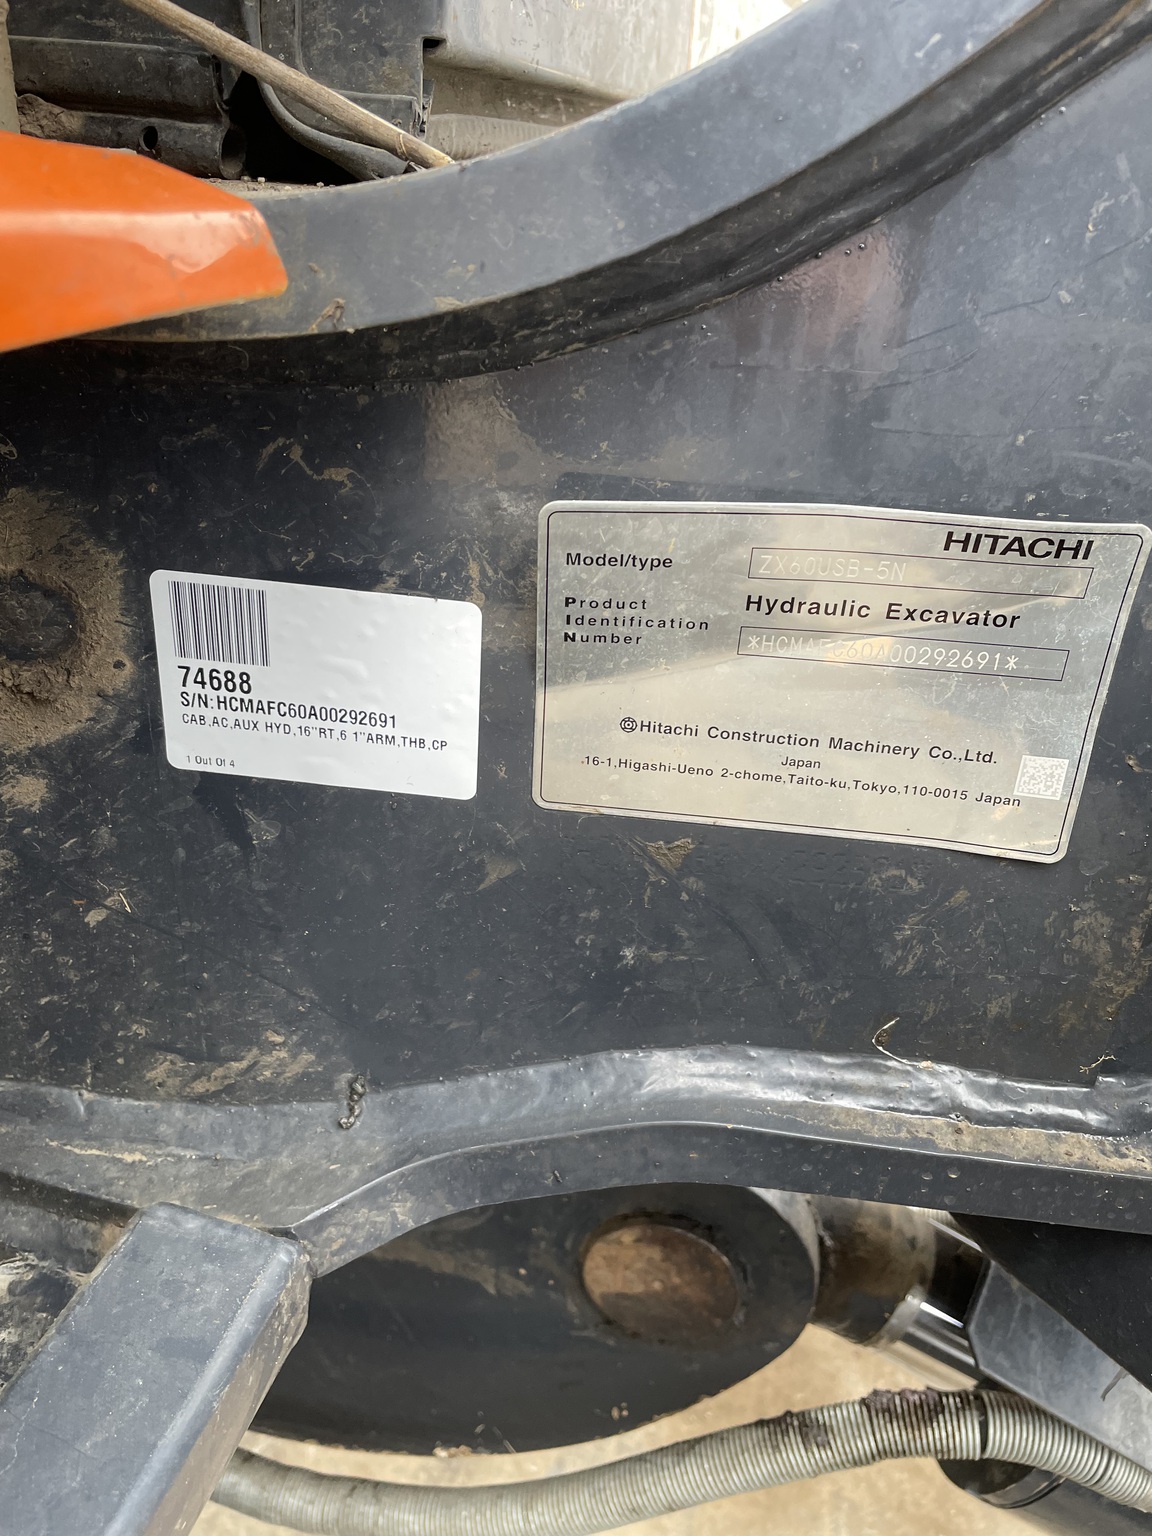 74688
S/N:HCMAFC60A00292691
CAB,AC,AUX HYD,16"RT,6 1"ARM,THB,CP
1 Out Of 4
HITACHI
Model/type ZX60USB-5N
Hydraulic Excavator
Product
Identification
Number *HCMAFC60A00292691*
Hitachi Construction Machinery Co.,Ltd.
Japan
16-1,Higashi-Ueno 2-chome,Taito-ku,Tokyo,110-0015 Japan